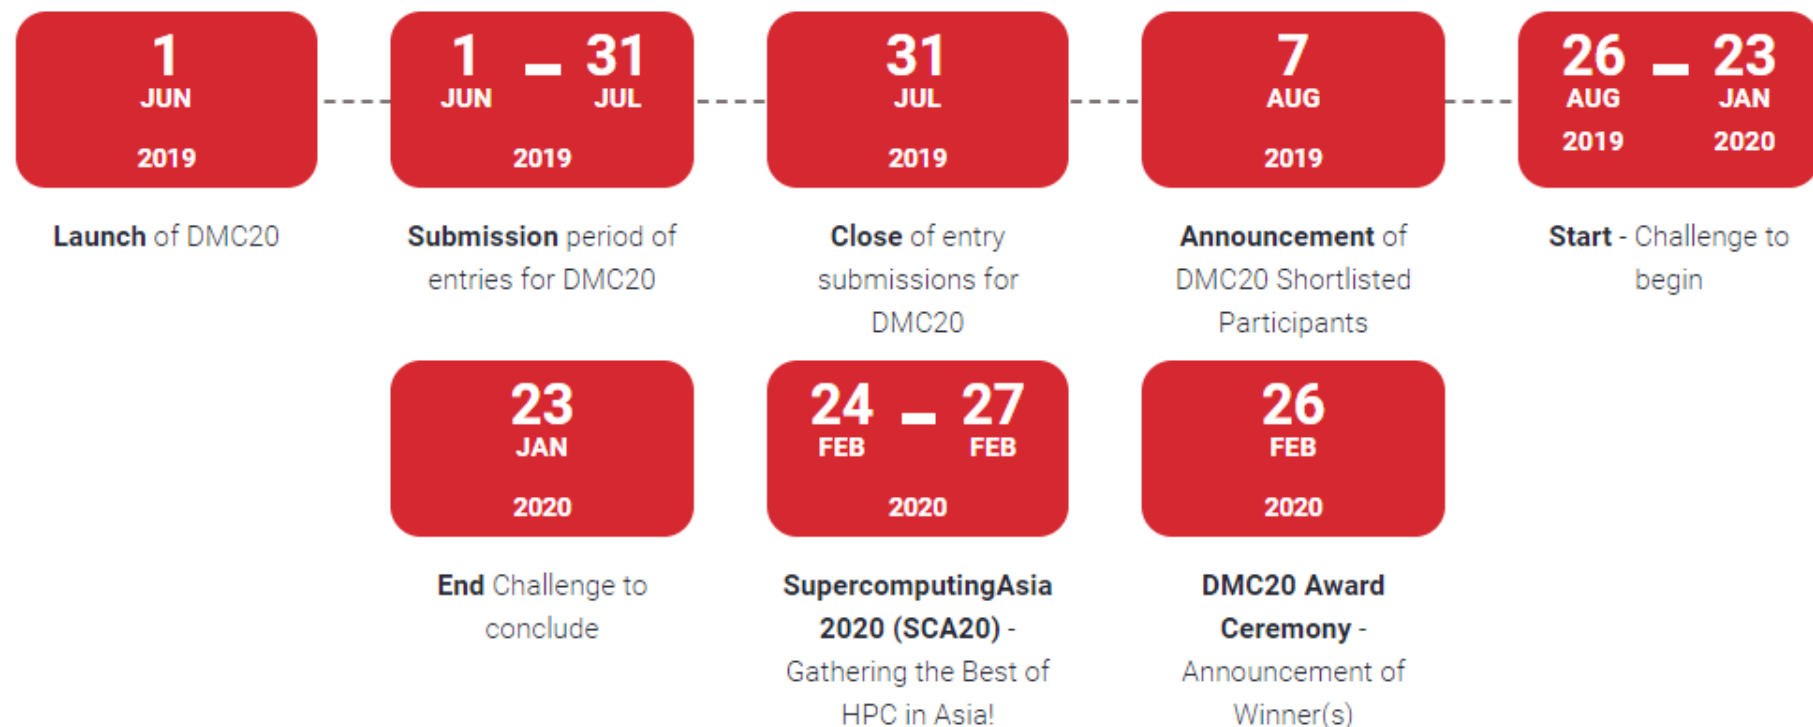 1
JUN
2019
Launch of DMC20
1 - 31
JUN JUL
2019
Submission period of
entries for DMC20
31
JUL
2019
Close of entry
submissions for
DMC20
7
AUG
2019
Announcement of
DMC20 Shortlisted
Participants
26 - 23
AUG JAN
2019 2020
Start - Challenge to
begin
23
JAN
2020
End Challenge to
conclude
24 - 27
FEB FEB
2020
SupercomputingAsia
2020 (SCA20) -
Gathering the Best of
HPC in Asia!
26
FEB
2020
DMC20 Award
Ceremony -
Announcement of
Winner(s)